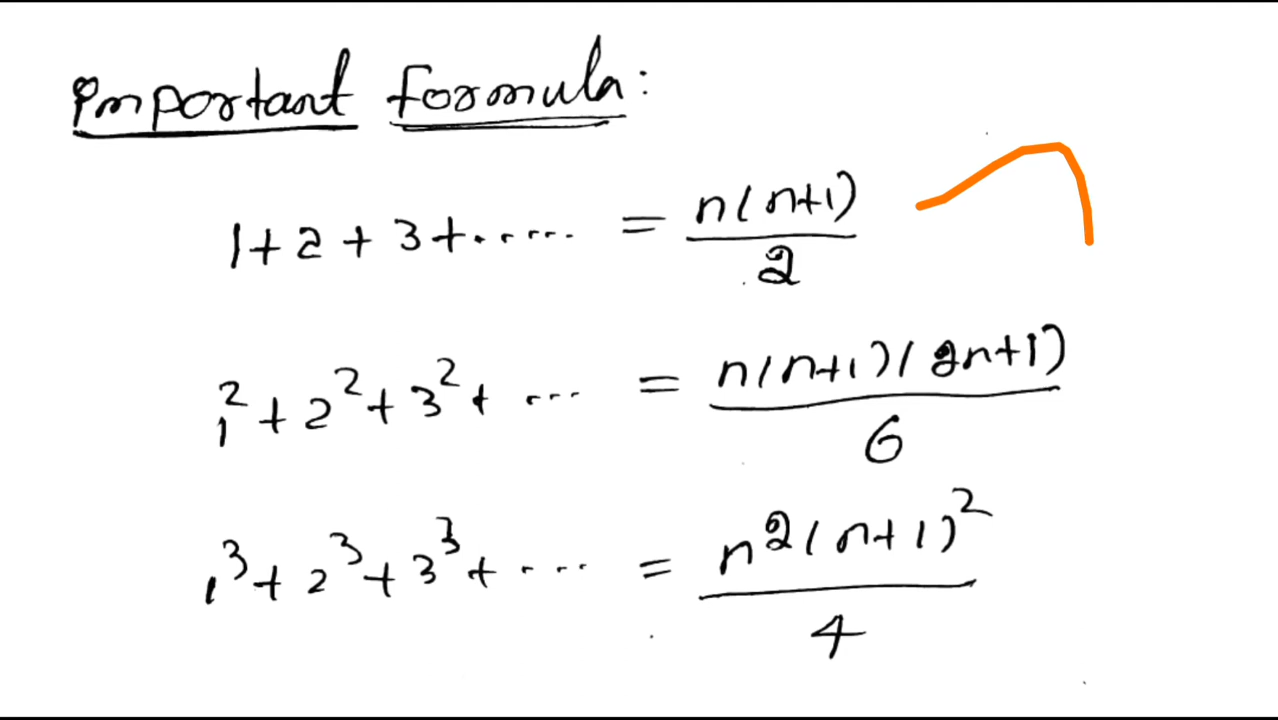 Important Formula:
1+2+3+...... = n(n+1)/2
1²+2²+3²+ .... = n(n+1)(2n+1)/6
1³+2³+3³+ .... = n²(n+1)²/4